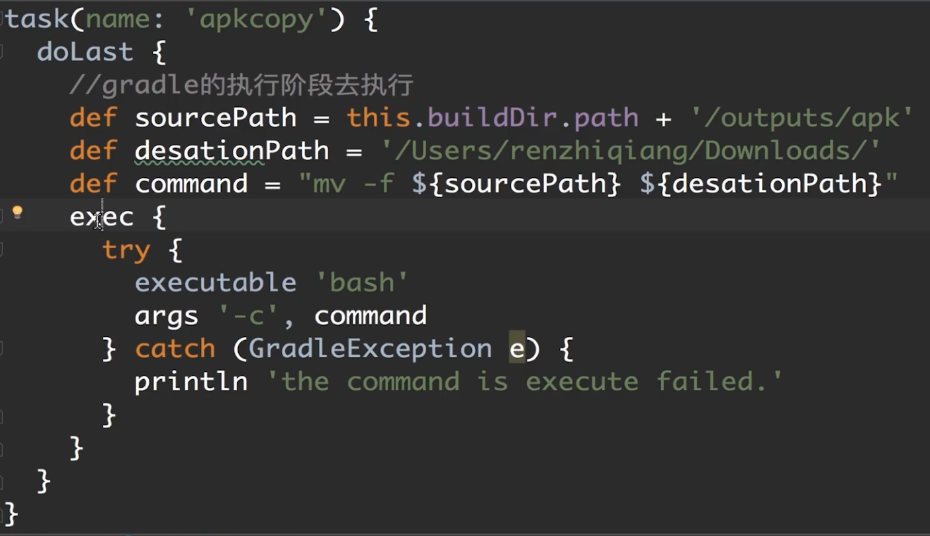 task(name: 'apkcopy') {
doLast {
//gradle的执行阶段去执行
def sourcePath = this.buildDir.path + '/outputs/apk'
def desationPath = '/Users/renzhiqiang/Downloads/'
def command = "mv -f ${sourcePath} ${desationPath}"
exec {
try {
executable 'bash'
args '-c', command
} catch (GradleException e) {
println 'the command is execute failed.'
}
}
}
}